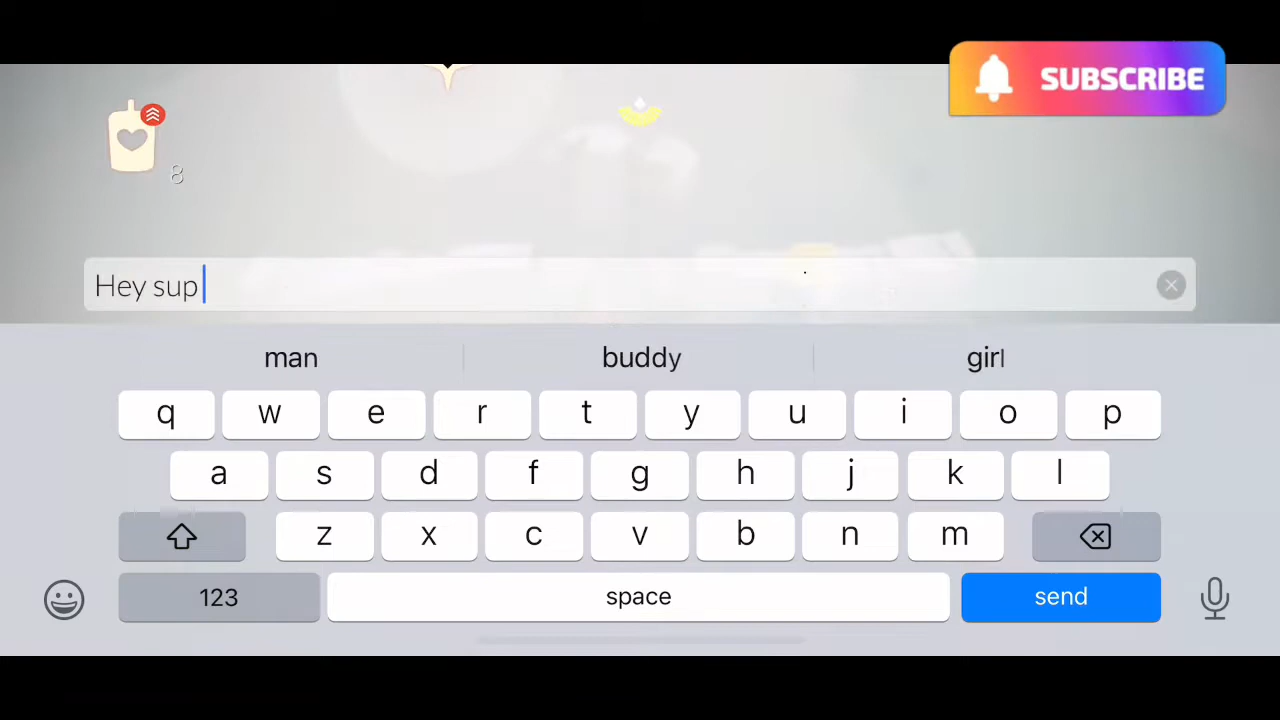 SUBSCRIBE
8
Hey sup
man buddy girl
q w e r t y u i o p
a s d f g h j k l
z x c v b n m
123 space send